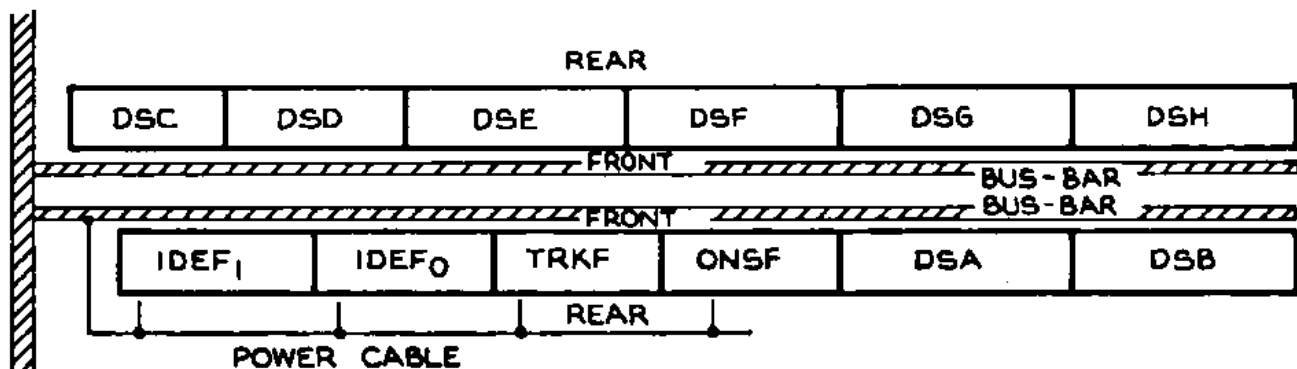 REAR
DSC DSD DSE DSF DSG DSH
FRONT
BUS-BAR
BUS-BAR
FRONT
IDEF1 IDEF0 TRKF ONSF DSA DSB
REAR
POWER CABLE